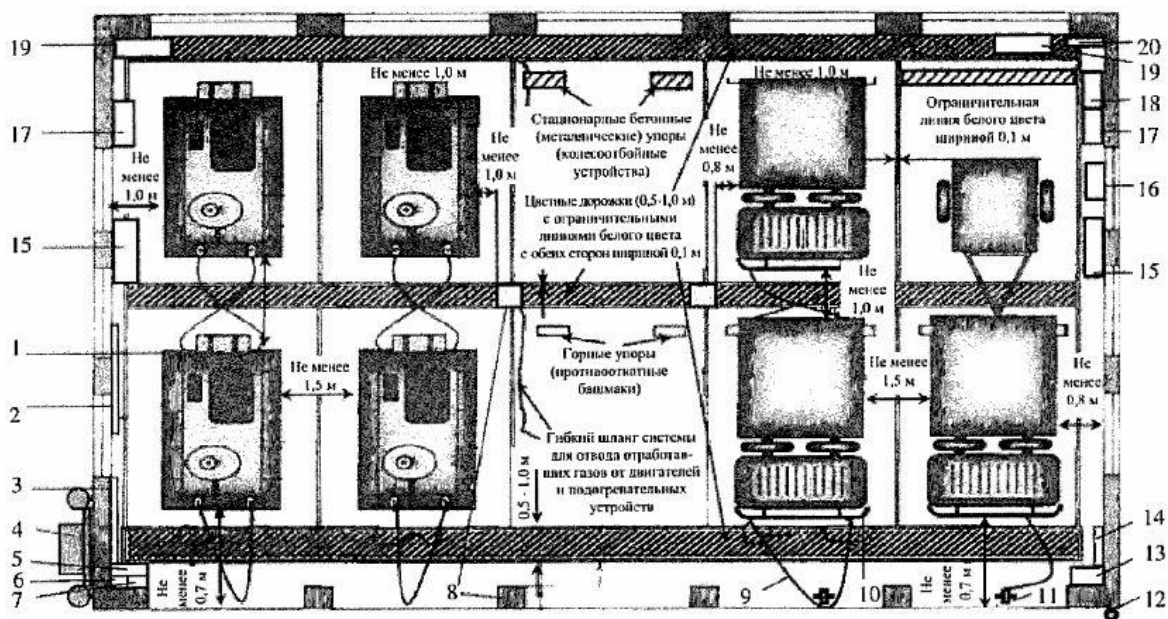 19
20
19
18
17
17
16
15
15
1
2
3
4
5
6
7
8
9
10
11
12
13
14
Не менее 1,0 м
Не менее 1,0 м
Стационарные бетонные
(металические) упоры
(колесоотбойные
устройства)
Ограничительная
линия белого цвета
шириной 0,1 м
Не
менее
1,0 м
Не
менее
1,0 м
Не
менее
0,8 м
Цветные дорожки (0,5-1,0 м)
с ограничительными
линиями белого цвета
с обеих сторон шириной 0,1 м
Не
менее
1,0 м
Не менее
1,5 м
Горные упоры
(противооткатные
башмаки)
Не менее
1,5 м
Не
менее
0,8 м
Гибкий шланг системы
для отвода отработав-
ших газов от двигателей
и подогревательных
устройств
0,5 - 1,0 м
Не
менее
0,7 м
Не
менее
0,7 м